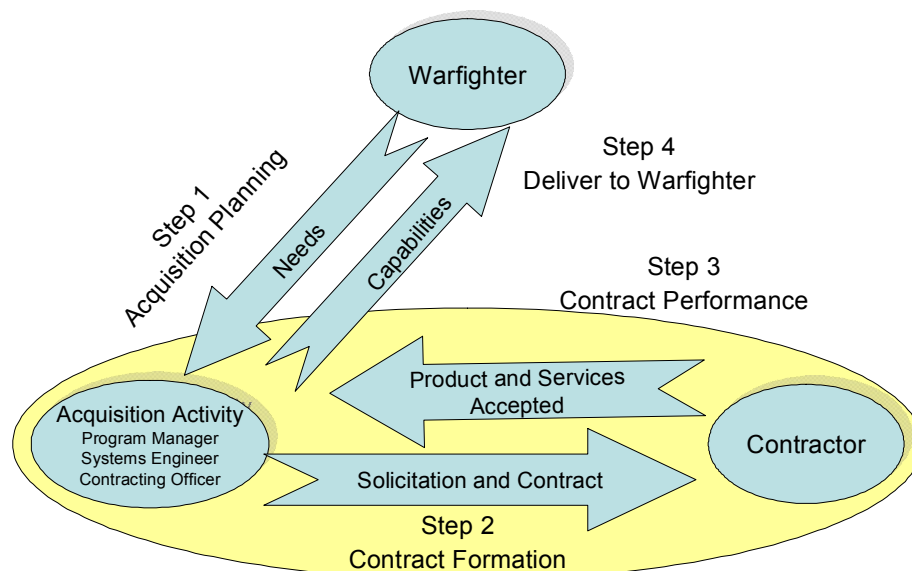 Warfighter
Step 4
Deliver to Warfighter
Step 1
Acquisition Planning
Needs
Capabilities
Step 3
Contract Performance
Product and Services
Accepted
Acquisition Activity
Program Manager
Systems Engineer
Contracting Officer
Contractor
Solicitation and Contract
Step 2
Contract Formation